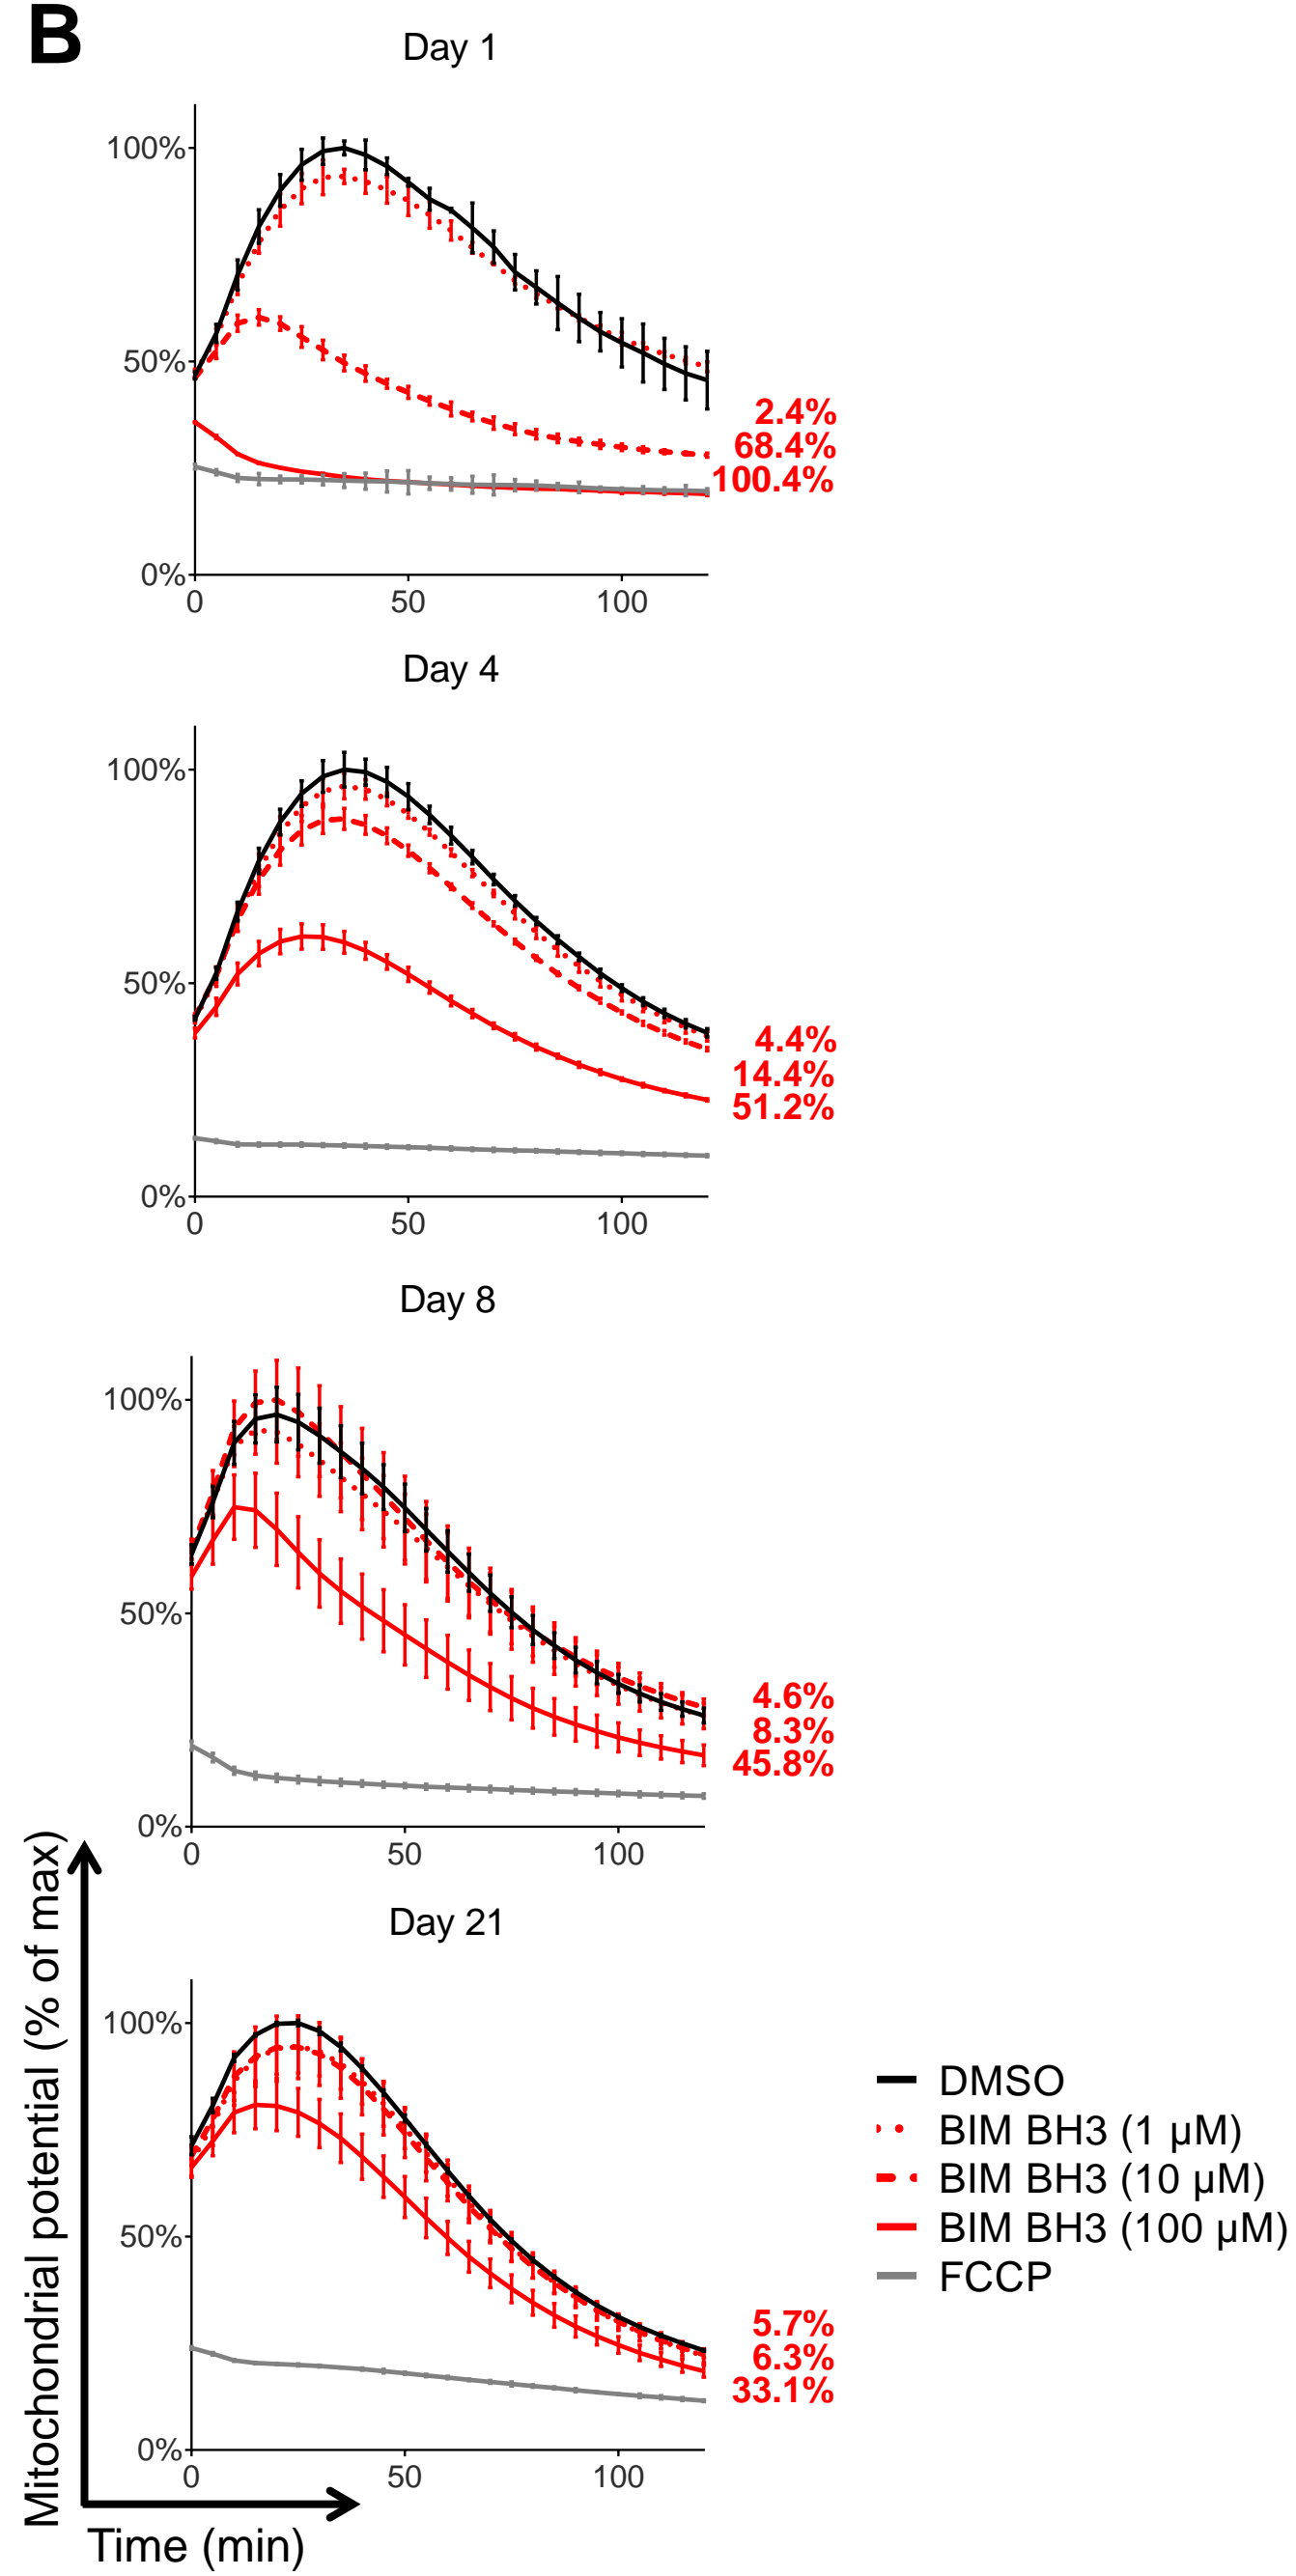 B
Day 1
100%
50%
0%
0 50 100
2.4%
68.4%
100.4%
Day 4
100%
50%
0%
0 50 100
4.4%
14.4%
51.2%
Day 8
100%
50%
0%
0 50 100
4.6%
8.3%
45.8%
Day 21
100%
50%
0%
0 50 100
5.7%
6.3%
33.1%
Mitochondrial potential (% of max)
Time (min)
DMSO
BIM BH3 (1 µM)
BIM BH3 (10 µM)
BIM BH3 (100 µM)
FCCP